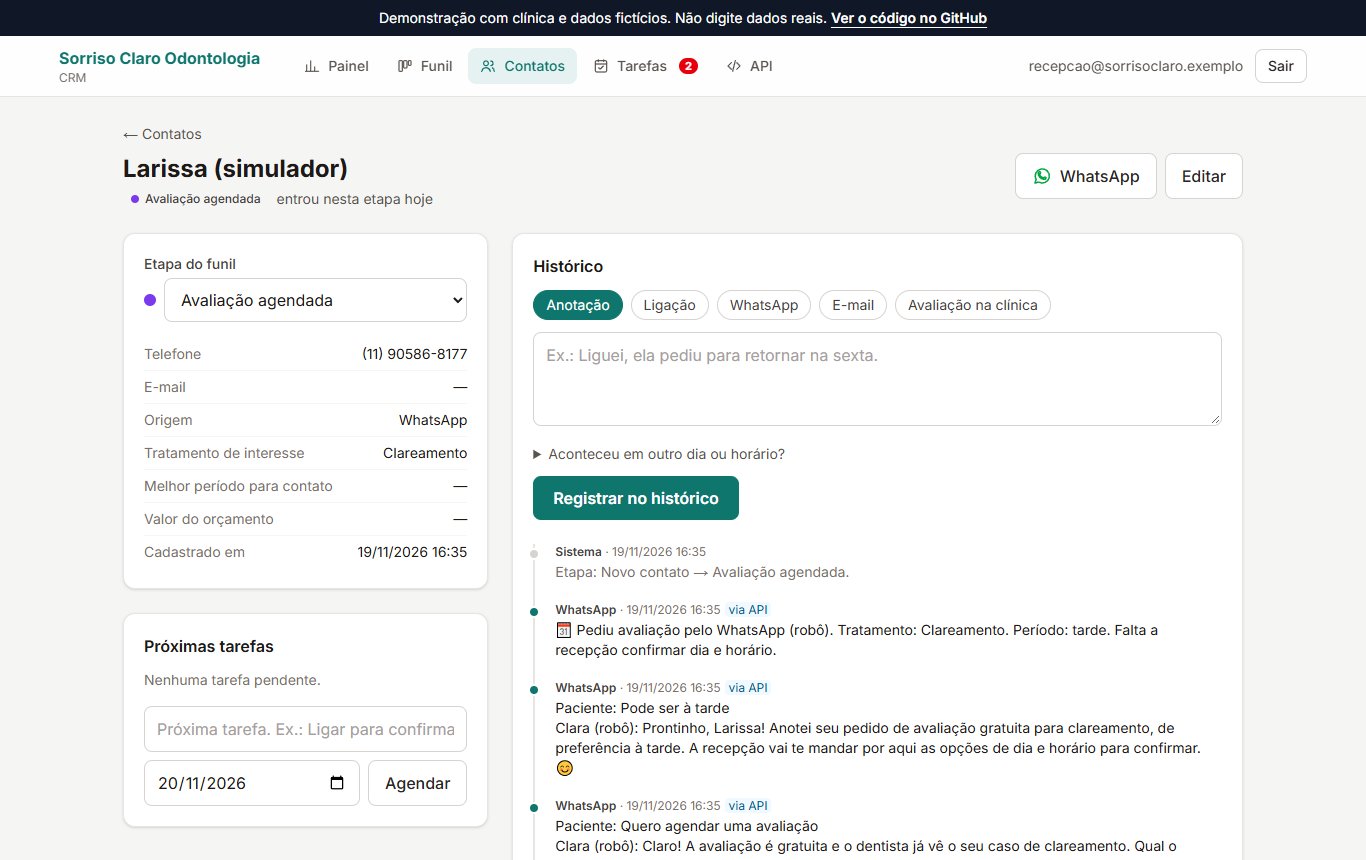 Demonstração com clínica e dados fictícios. Não digite dados reais. Ver o código no GitHub
Sorriso Claro Odontologia
CRM
Painel
Funil
Contatos
Tarefas 2
API
recepcao@sorrisoclaro.exemplo
Sair
← Contatos
Larissa (simulador)
Avaliação agendada entrou nesta etapa hoje
WhatsApp
Editar
Etapa do funil
Avaliação agendada
Telefone (11) 90586-8177
E-mail —
Origem WhatsApp
Tratamento de interesse Clareamento
Melhor período para contato —
Valor do orçamento —
Cadastrado em 19/11/2026 16:35
Próximas tarefas
Nenhuma tarefa pendente.
Próxima tarefa. Ex.: Ligar para confirma
20/11/2026
Agendar
Histórico
Anotação
Ligação
WhatsApp
E-mail
Avaliação na clínica
Ex.: Liguei, ela pediu para retornar na sexta.
▶ Aconteceu em outro dia ou horário?
Registrar no histórico
Sistema · 19/11/2026 16:35
Etapa: Novo contato → Avaliação agendada.
WhatsApp · 19/11/2026 16:35 via API
📅 Pediu avaliação pelo WhatsApp (robô). Tratamento: Clareamento. Período: tarde. Falta a
recepção confirmar dia e horário.
WhatsApp · 19/11/2026 16:35 via API
Paciente: Pode ser à tarde
Clara (robô): Prontinho, Larissa! Anotei seu pedido de avaliação gratuita para clareamento, de
preferência à tarde. A recepção vai te mandar por aqui as opções de dia e horário para confirmar.
😊
WhatsApp · 19/11/2026 16:35 via API
Paciente: Quero agendar uma avaliação
Clara (robô): Claro! A avaliação é gratuita e o dentista já vê o seu caso de clareamento. Qual o